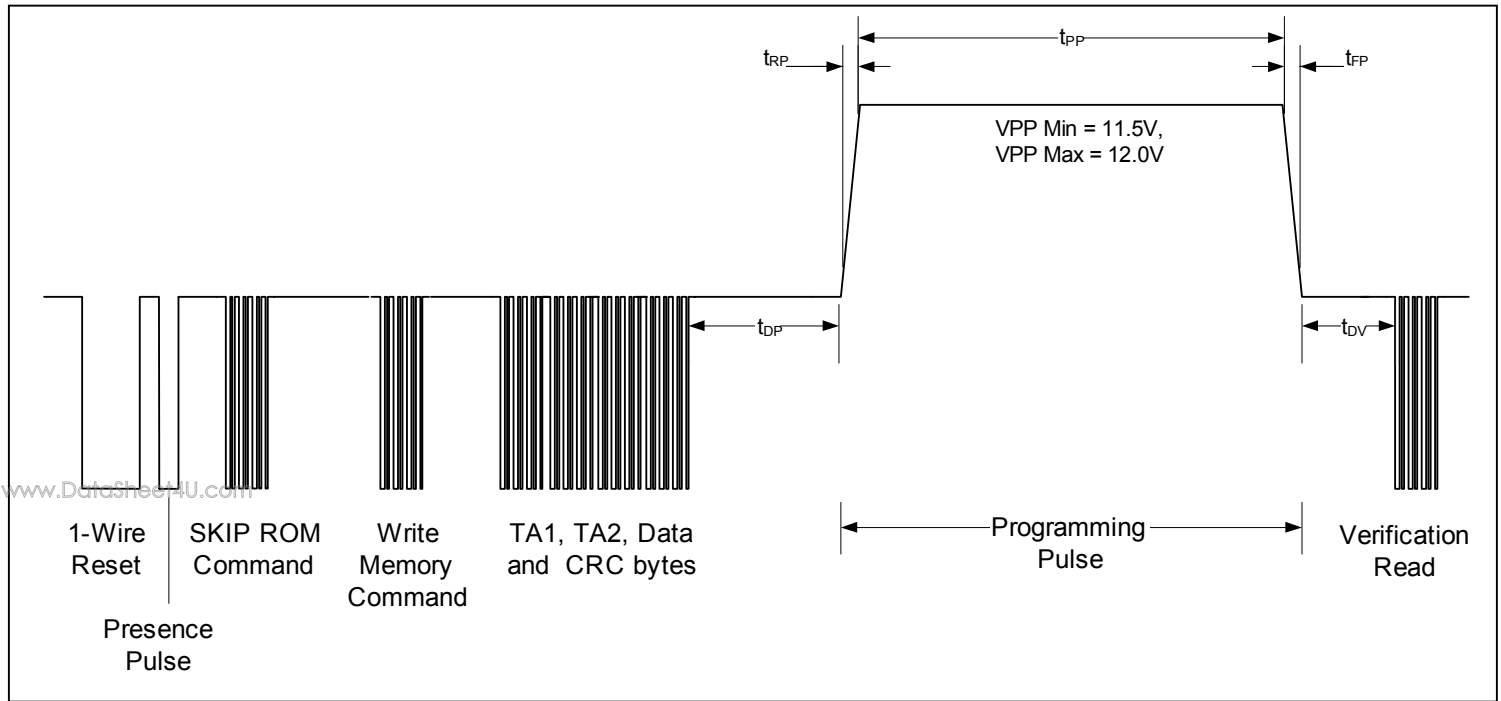 tPP
tRP
tFP
VPP Min = 11.5V,
VPP Max = 12.0V
tDP
tDV
www.DataSheet4U.com
1-Wire
Reset
SKIP ROM
Command
Write
Memory
Command
TA1, TA2, Data
and CRC bytes
Programming
Pulse
Verification
Read
Presence
Pulse